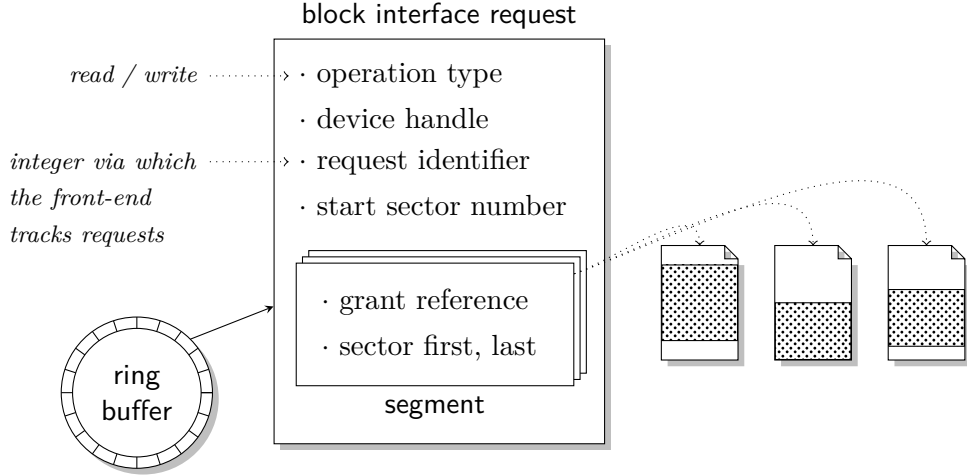 block interface request
read / write
· operation type
· device handle
integer via which
the front-end
tracks requests
· request identifier
· start sector number
· grant reference
· sector first, last
segment
ring
buffer